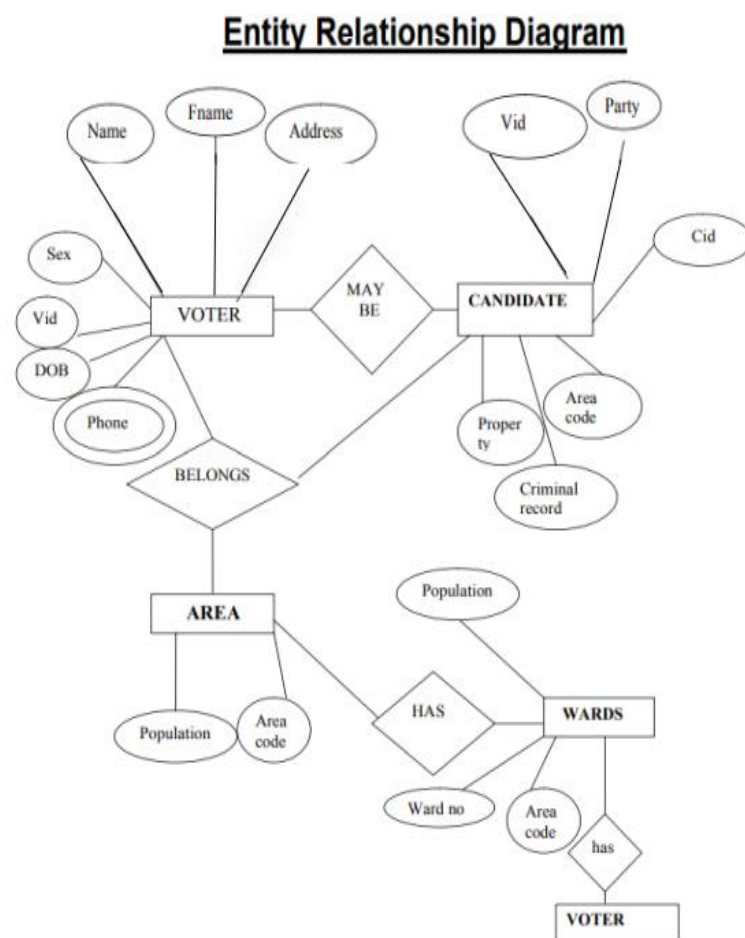 Entity Relationship Diagram
Name
Fname
Address
Vid
Party
Sex
Cid
VOTER
MAY
BE
CANDIDATE
Vid
DOB
Phone
Proper
ty
Area
code
BELONGS
Criminal
record
Population
AREA
HAS
WARDS
Population
Area
code
Ward no
Area
code
has
VOTER